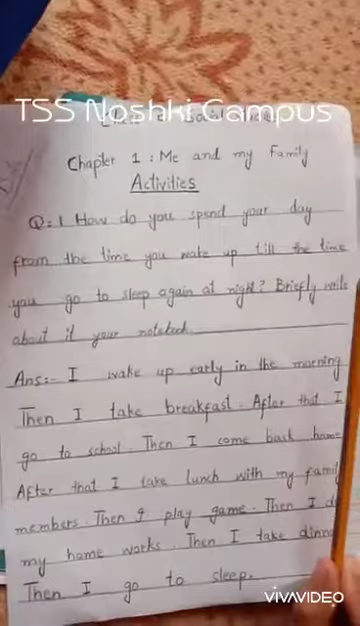 TSS Noshki Campus
Chapter 1 : Me and my Family
Activities
Q:1 How do you spend your day
from the time you wake up till the time
you go to sleep again at night? Briefly write
about it your notebook.
Ans:- I wake up early in the morning
Then I take breakfast. After that I
go to school. Then I come back home
After that I take lunch with my family
members. Then I play game. Then I do
my home works. Then I take dinn
Then I go to sleep.
VIVAVIDEO